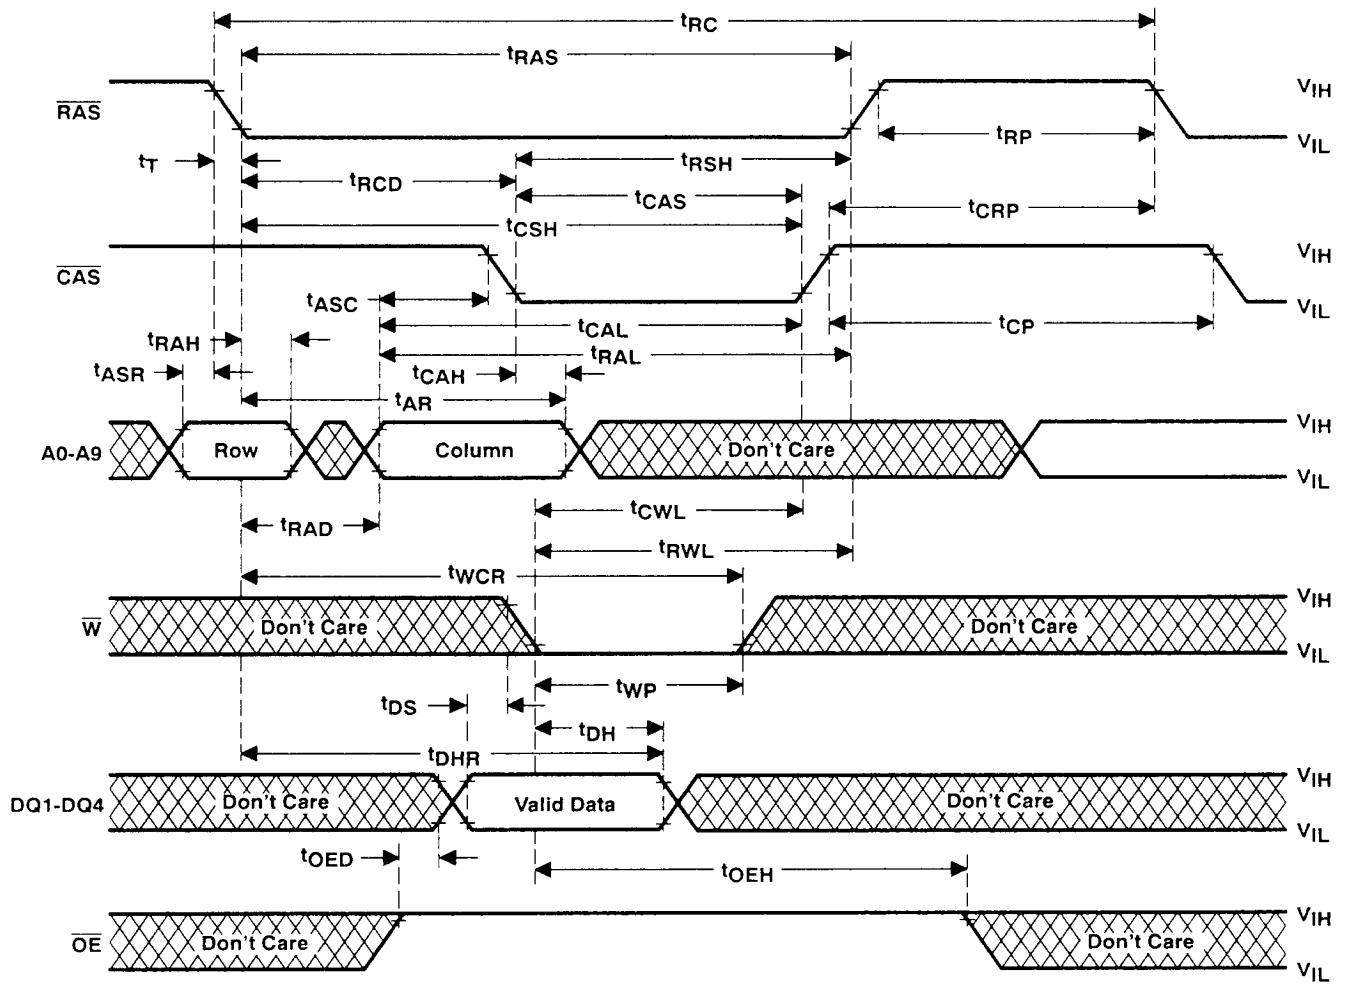 tRC
tRAS
RAS
VIH
VIL
tRP
tT
tRSH
tRCD
tCAS
tCRP
tCSH
CAS
VIH
VIL
tASC
tCAL
tCP
tRAH
tRAL
tASR
tCAH
tAR
A0-A9
Row
Column
Don't Care
VIH
VIL
tCWL
tRAD
tRWL
tWCR
W
Don't Care
Don't Care
VIH
VIL
tWP
tDS
tDH
tDHR
DQ1-DQ4
Don't Care
Valid Data
Don't Care
VIH
VIL
tOED
tOEH
OE
Don't Care
Don't Care
VIH
VIL